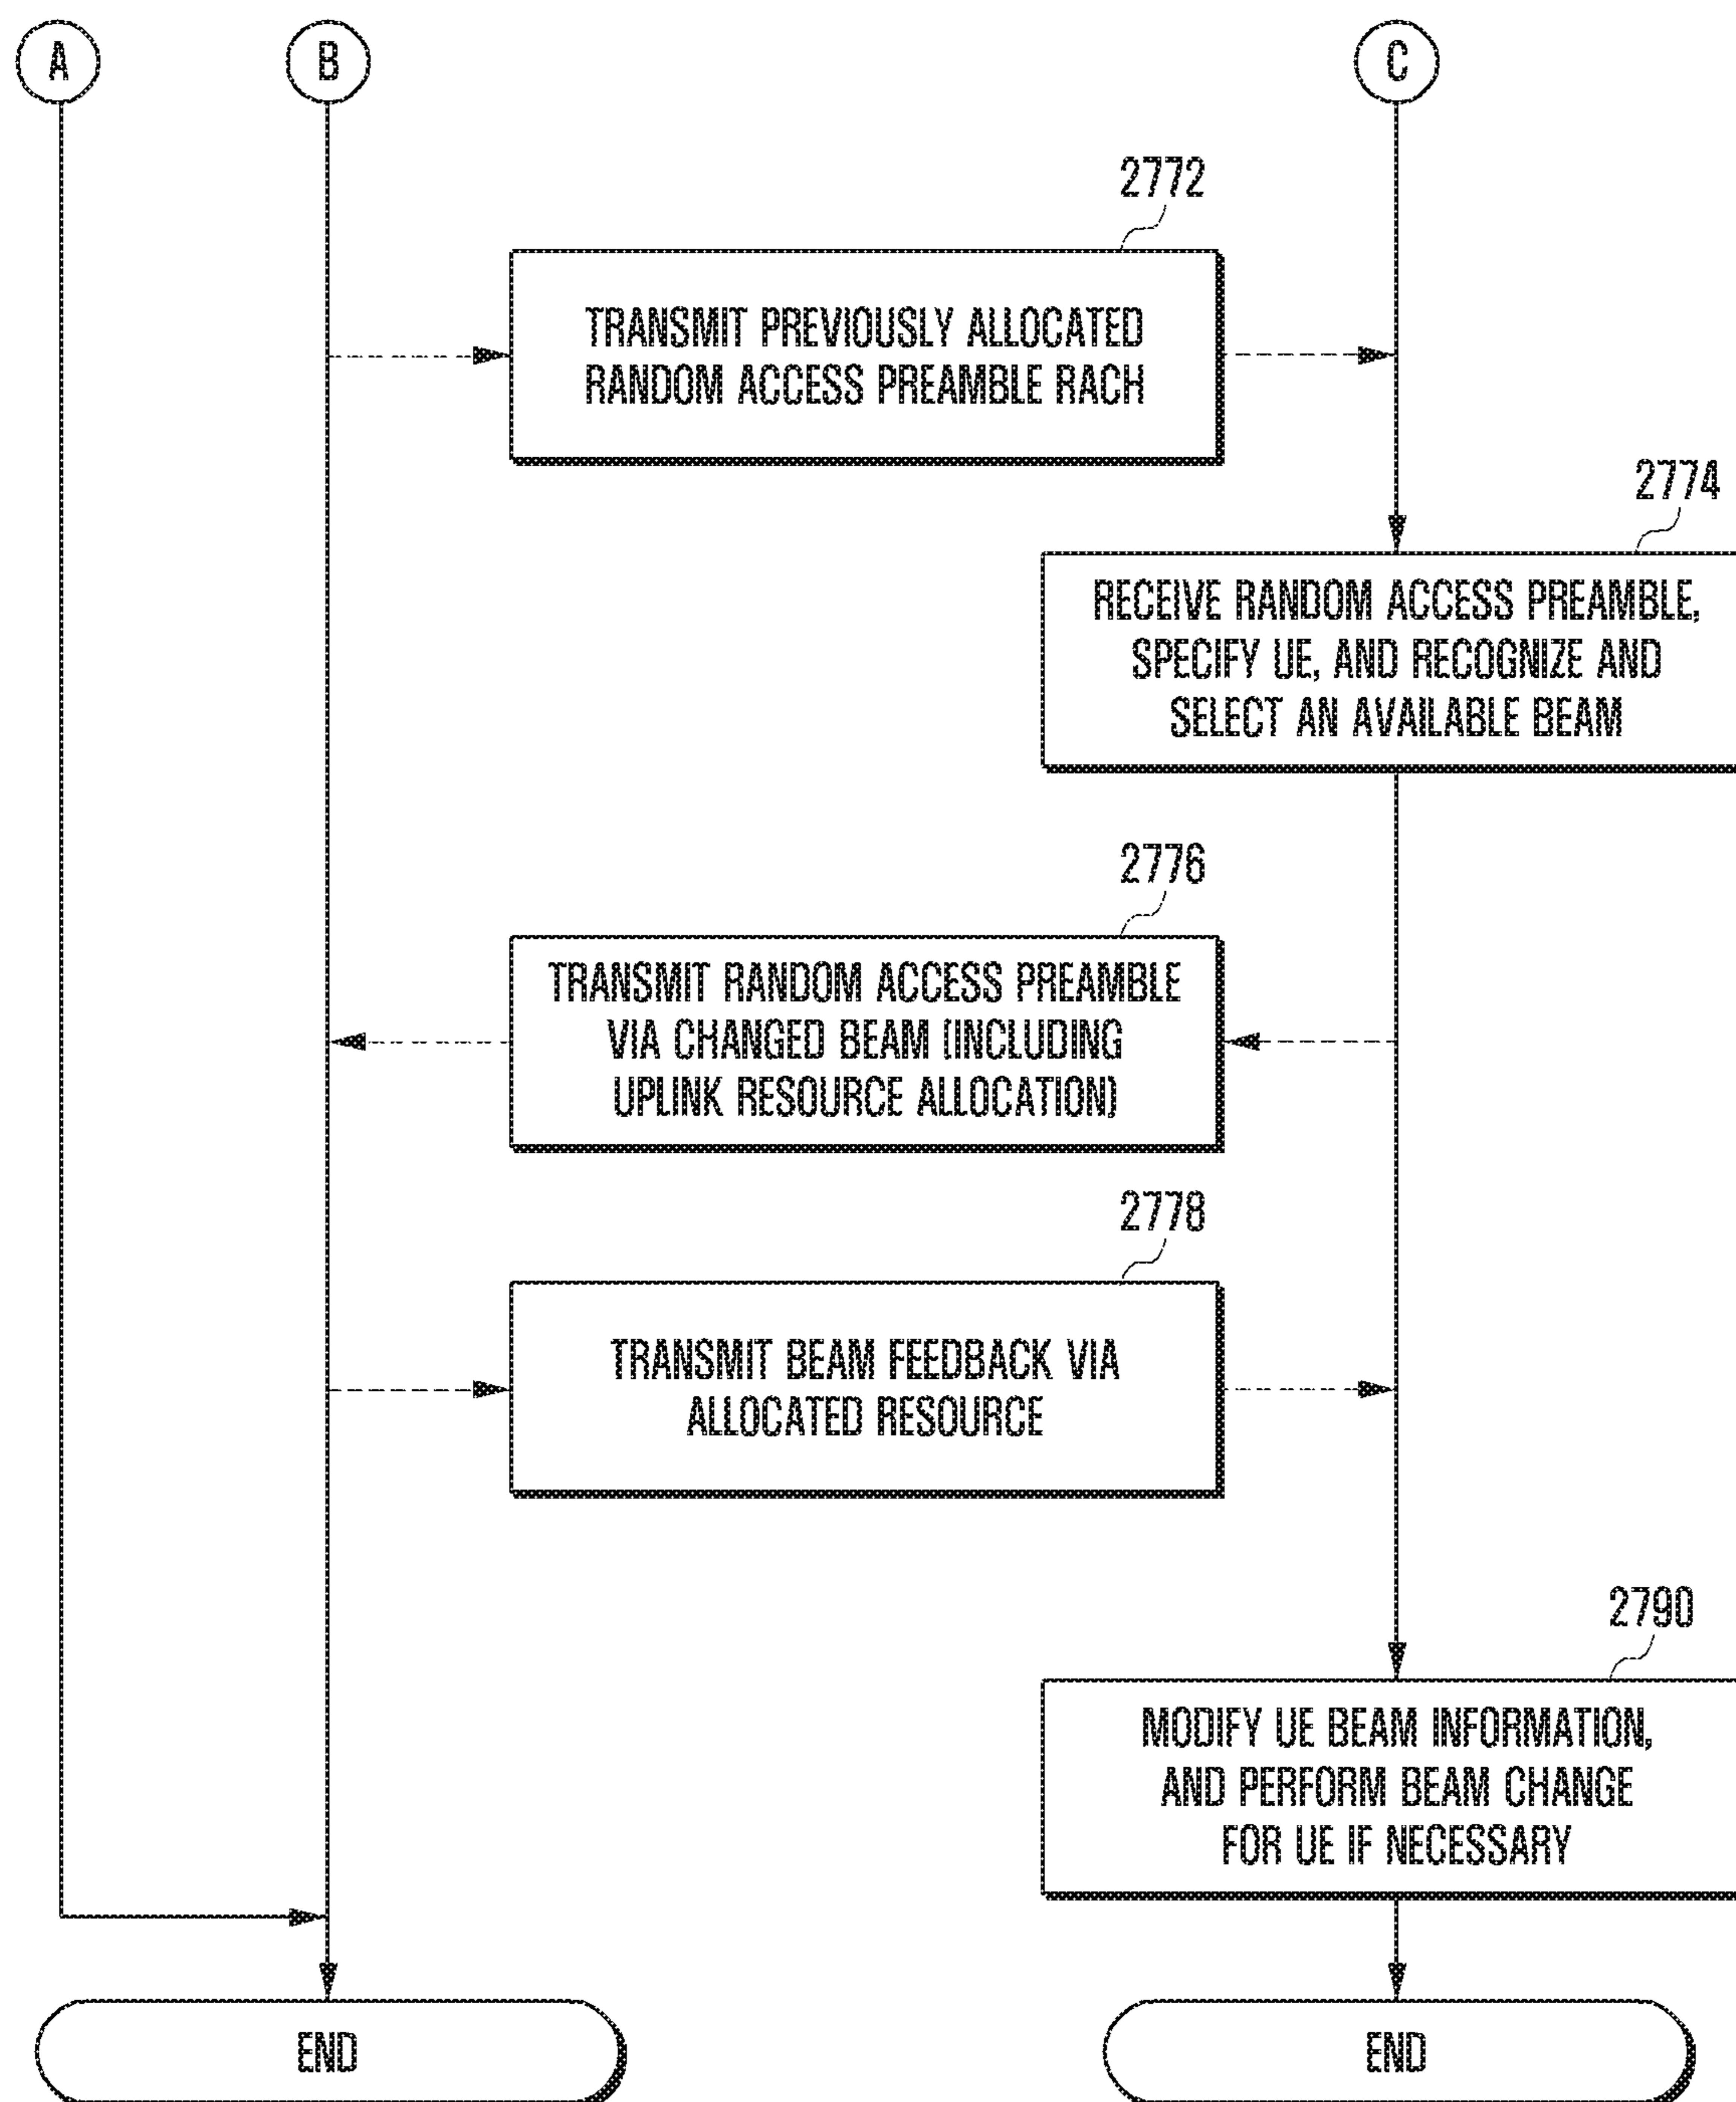 A
B
C
2772
TRANSMIT PREVIOUSLY ALLOCATED
RANDOM ACCESS PREAMBLE RACH
2774
RECEIVE RANDOM ACCESS PREAMBLE,
SPECIFY UE, AND RECOGNIZE AND
SELECT AN AVAILABLE BEAM
2776
TRANSMIT RANDOM ACCESS PREAMBLE
VIA CHANGED BEAM (INCLUDING
UPLINK RESOURCE ALLOCATION)
2778
TRANSMIT BEAM FEEDBACK VIA
ALLOCATED RESOURCE
2790
MODIFY UE BEAM INFORMATION,
AND PERFORM BEAM CHANGE
FOR UE IF NECESSARY
END
END